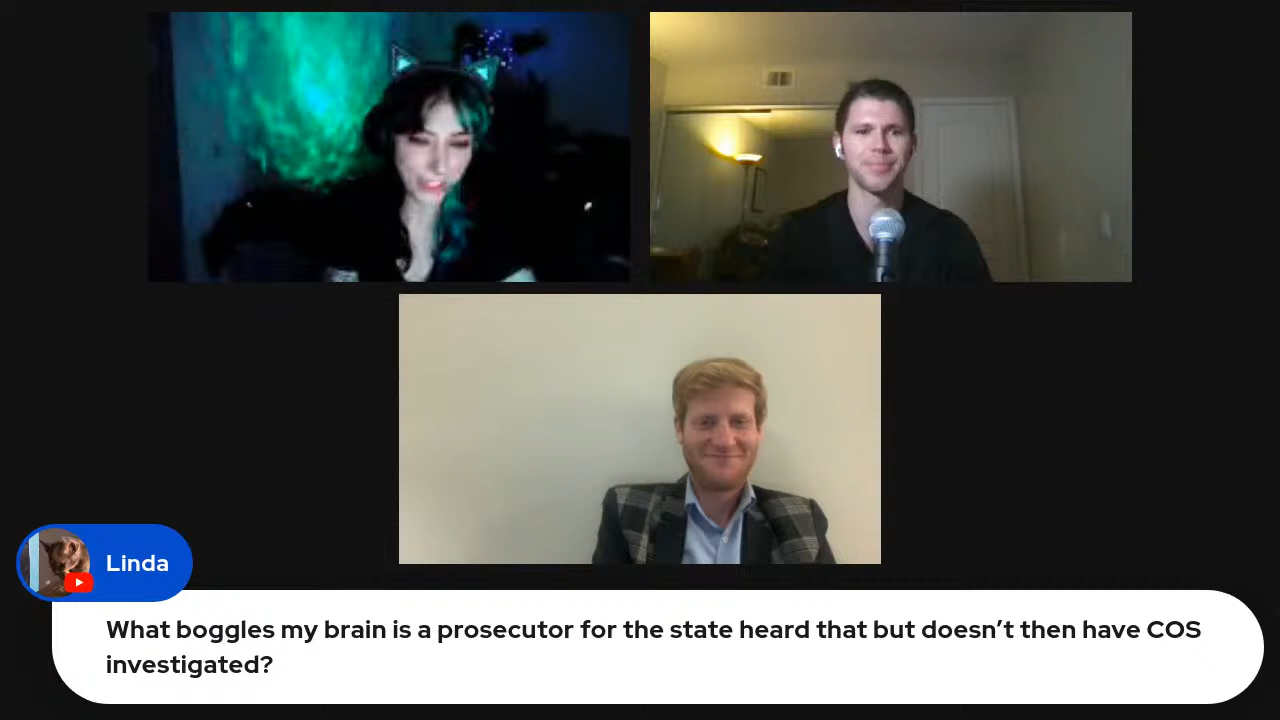 Linda
What boggles my brain is a prosecutor for the state heard that but doesn’t then have COS
investigated?